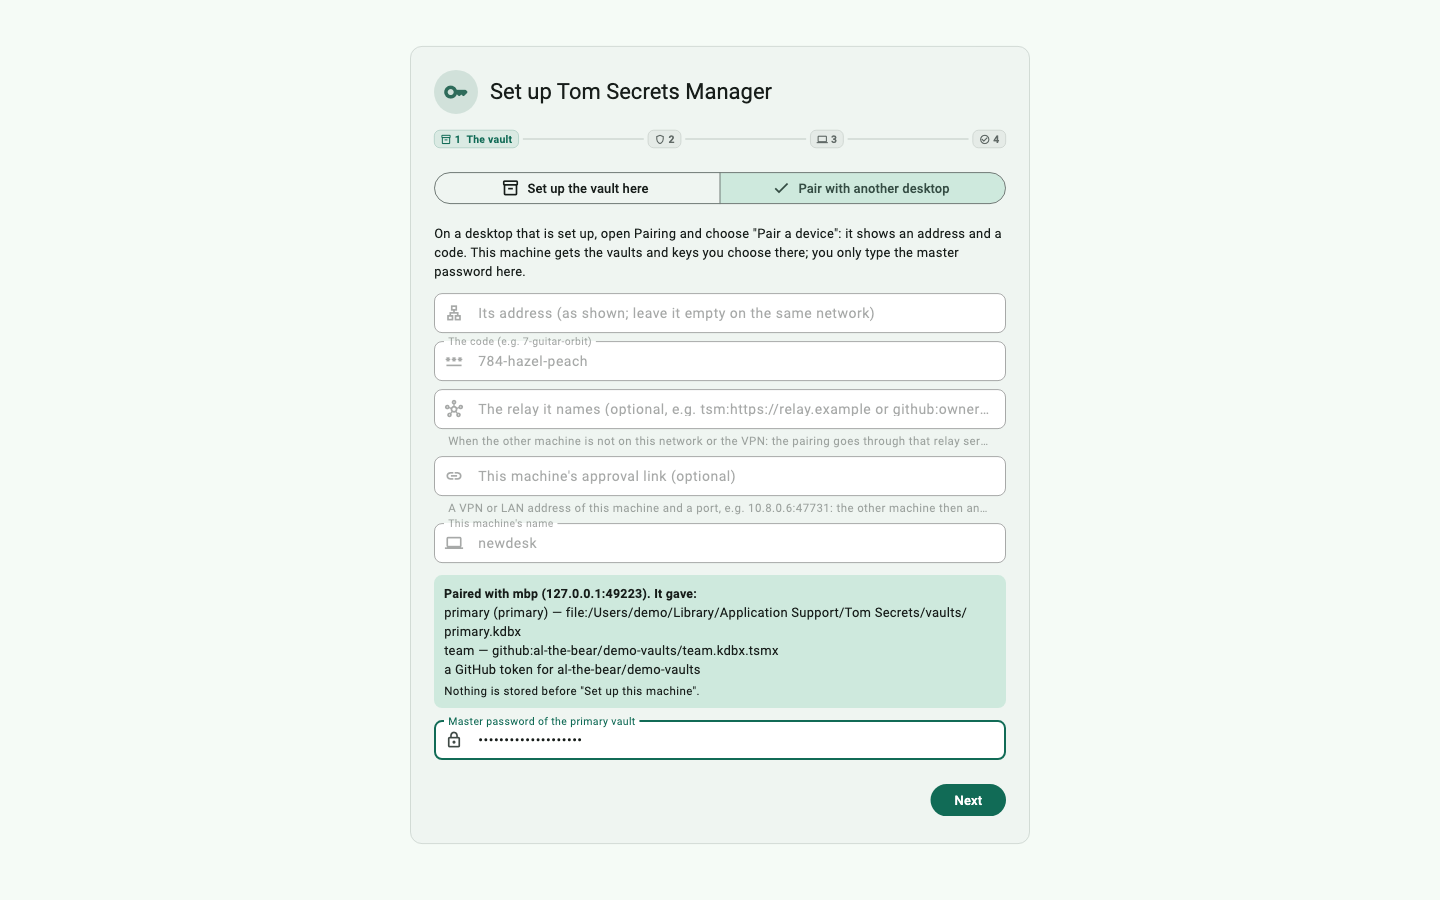 Set up Tom Secrets Manager
1 The vault
2
3
4
Set up the vault here
Pair with another desktop
On a desktop that is set up, open Pairing and choose "Pair a device": it shows an address and a
code. This machine gets the vaults and keys you choose there; you only type the master
password here.
Its address (as shown; leave it empty on the same network)
The code (e.g. 7-guitar-orbit)
784-hazel-peach
The relay it names (optional, e.g. tsm:https://relay.example or github:owner…
When the other machine is not on this network or the VPN: the pairing goes through that relay ser…
This machine's approval link (optional)
A VPN or LAN address of this machine and a port, e.g. 10.8.0.6:47731: the other machine then an…
This machine's name
newdesk
Paired with mbp (127.0.0.1:49223). It gave:
primary (primary) — file:/Users/demo/Library/Application Support/Tom Secrets/vaults/
primary.kdbx
team — github:al-the-bear/demo-vaults/team.kdbx.tsmx
a GitHub token for al-the-bear/demo-vaults
Nothing is stored before "Set up this machine".
Master password of the primary vault
••••••••••••••••••••
Next